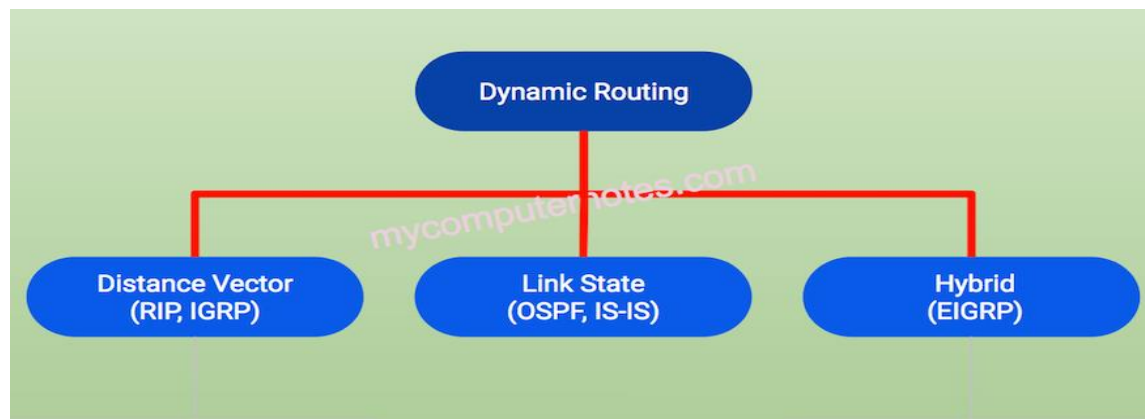 Dynamic Routing
mycomputernotes.com
Distance Vector
(RIP, IGRP)
Link State
(OSPF, IS-IS)
Hybrid
(EIGRP)